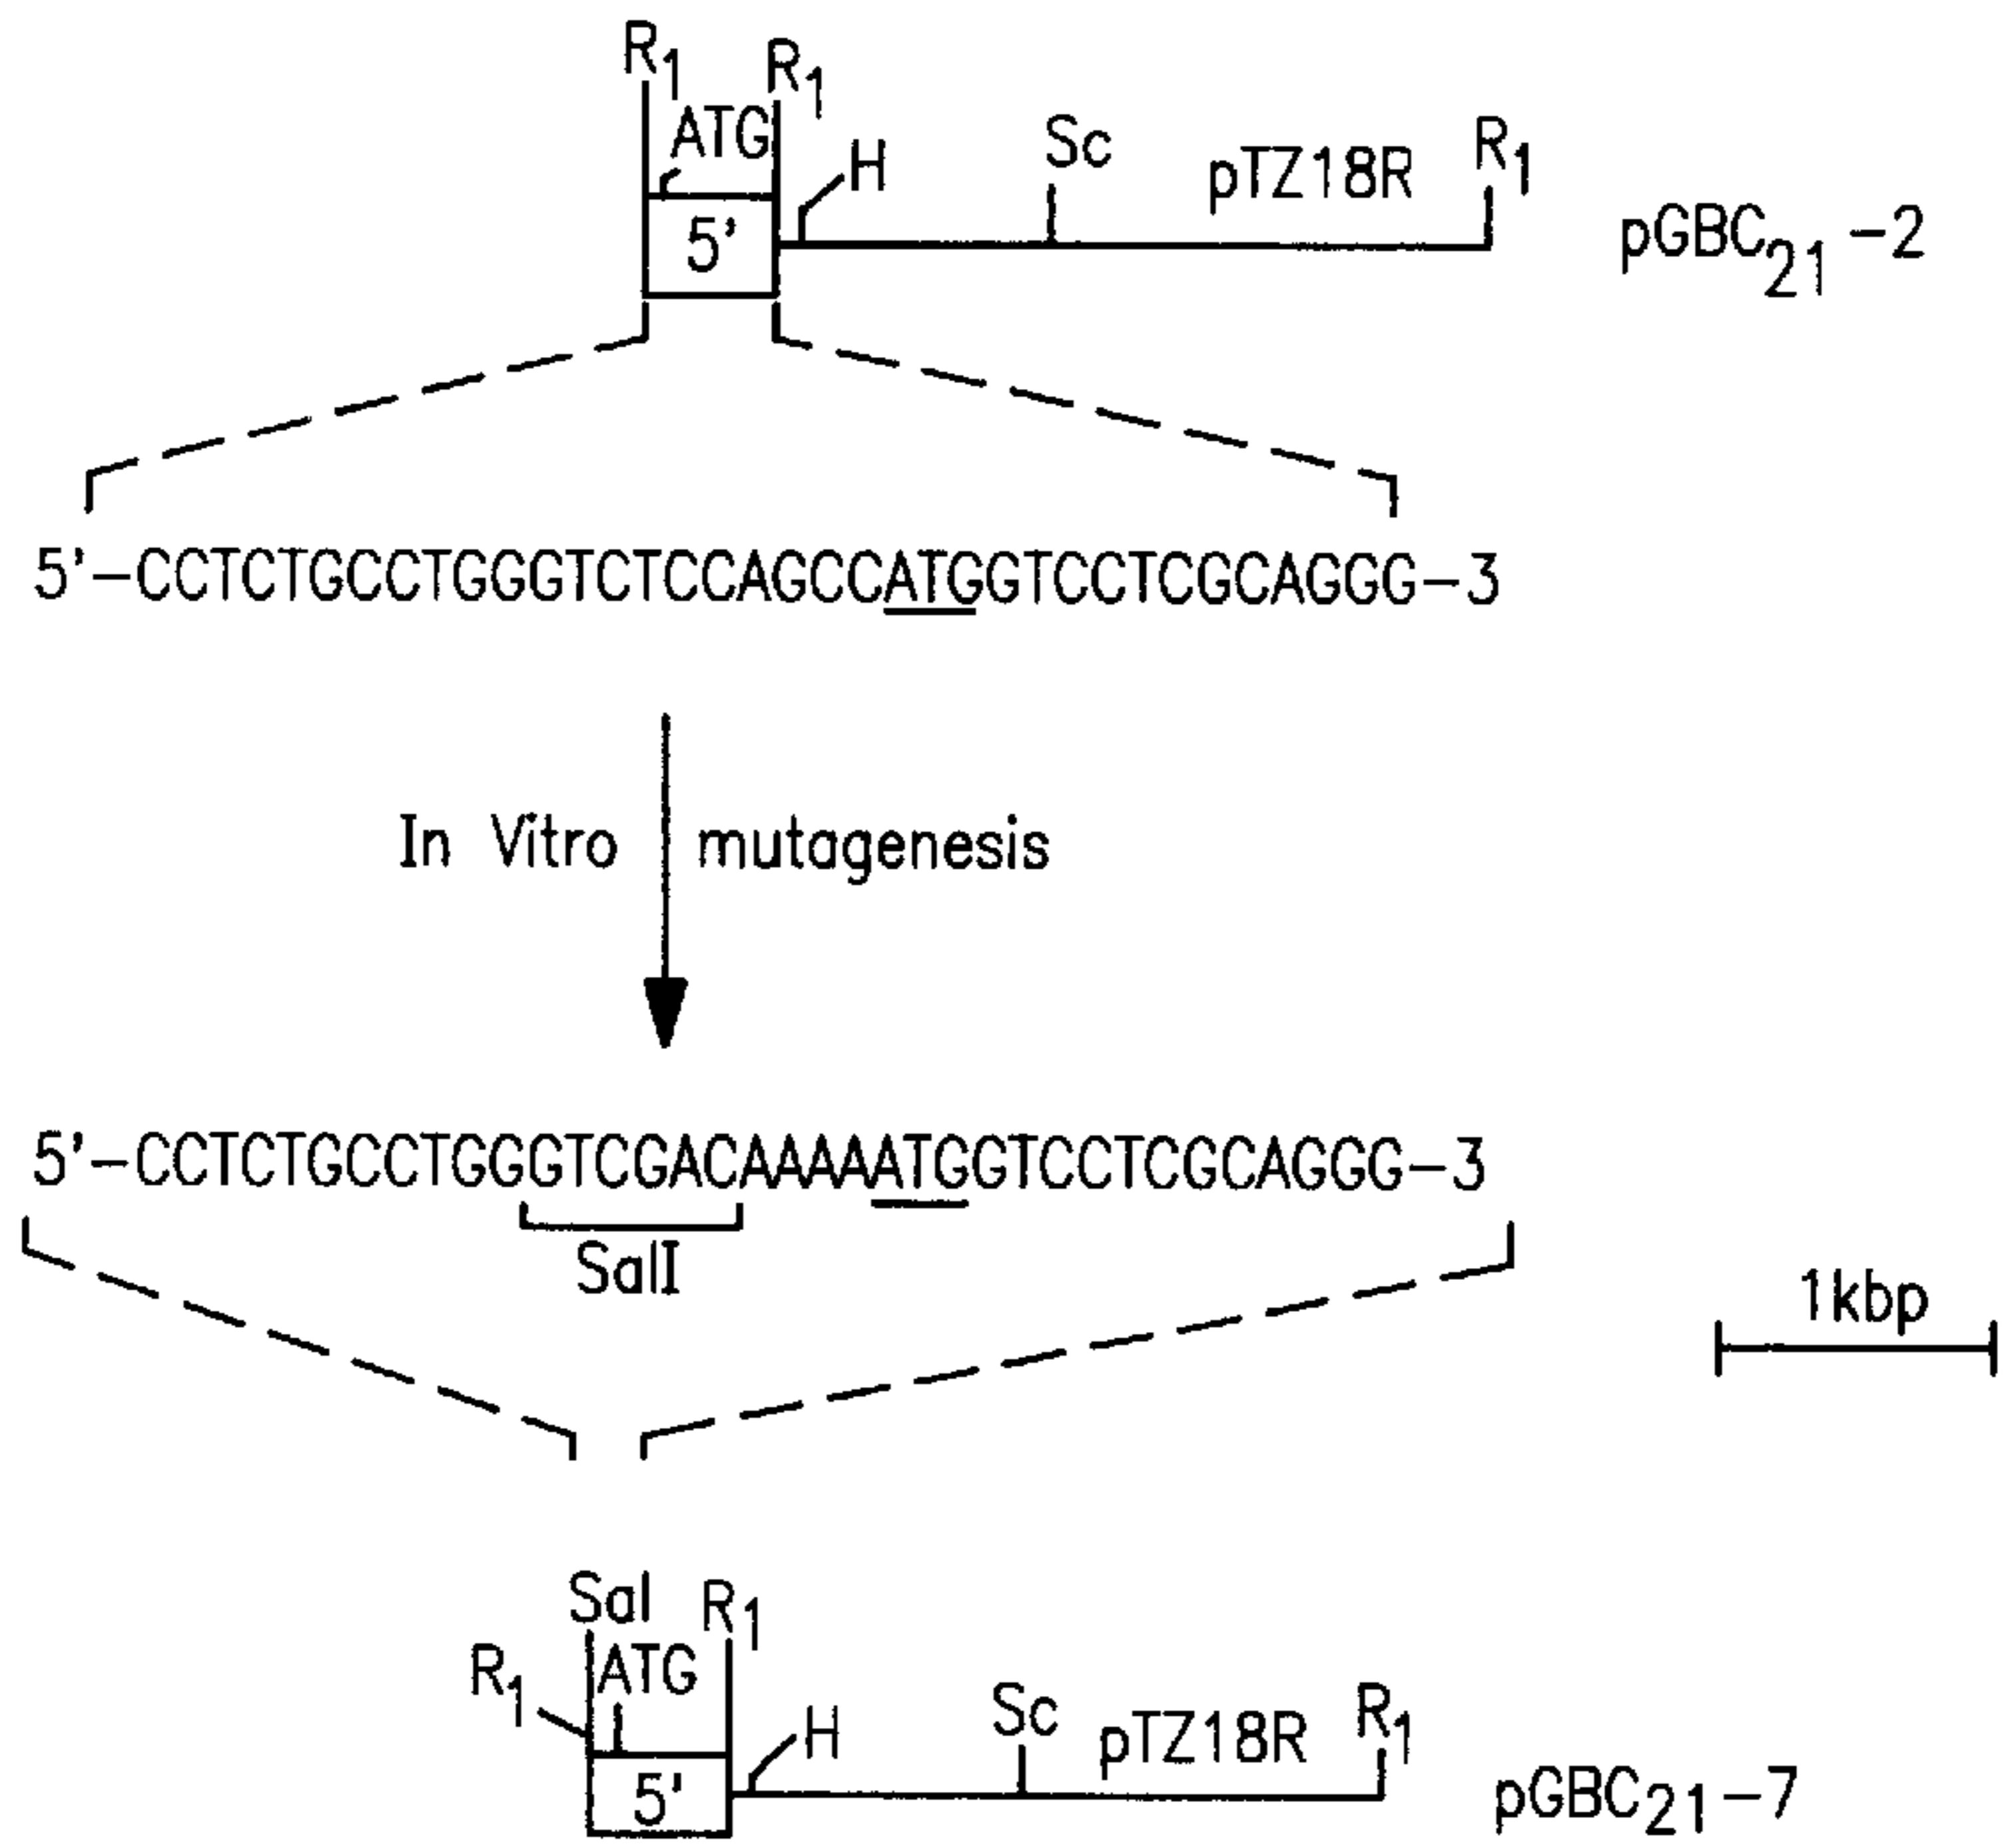 R1 R1
ATG
H
Sc
pTZ18R
R1
5'
pGBC21-2
5'-CCTCTGCCTGGGTCTCCAGCCATGGTCCTCGCAGGG-3
In Vitro mutagenesis
5'-CCTCTGCCTGGGTCGACAAAAATGGTCCTCGCAGGG-3
SalI
1kbp
Sal R1
R1 ATG
H
Sc
pTZ18R
R1
5'
pGBC21-7